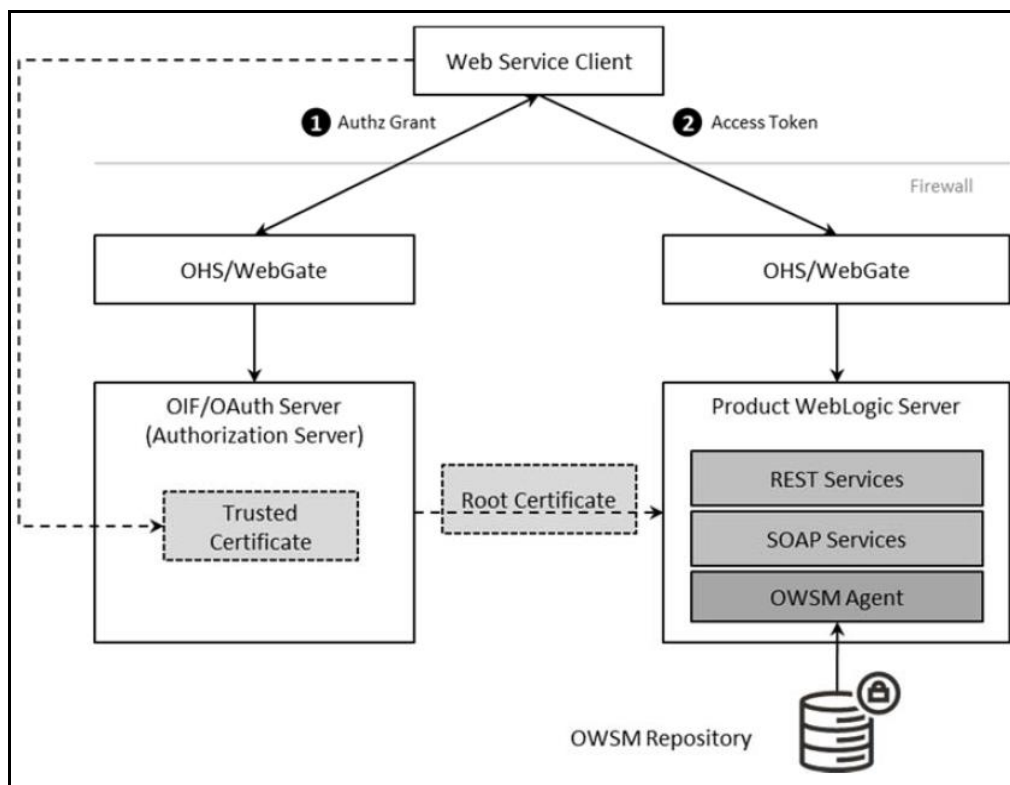 Web Service Client
1 Authz Grant
2 Access Token
Firewall
OHS/WebGate
OHS/WebGate
OIF/OAuth Server
(Authorization Server)
Trusted
Certificate
Root Certificate
Product WebLogic Server
REST Services
SOAP Services
OWSM Agent
OWSM Repository